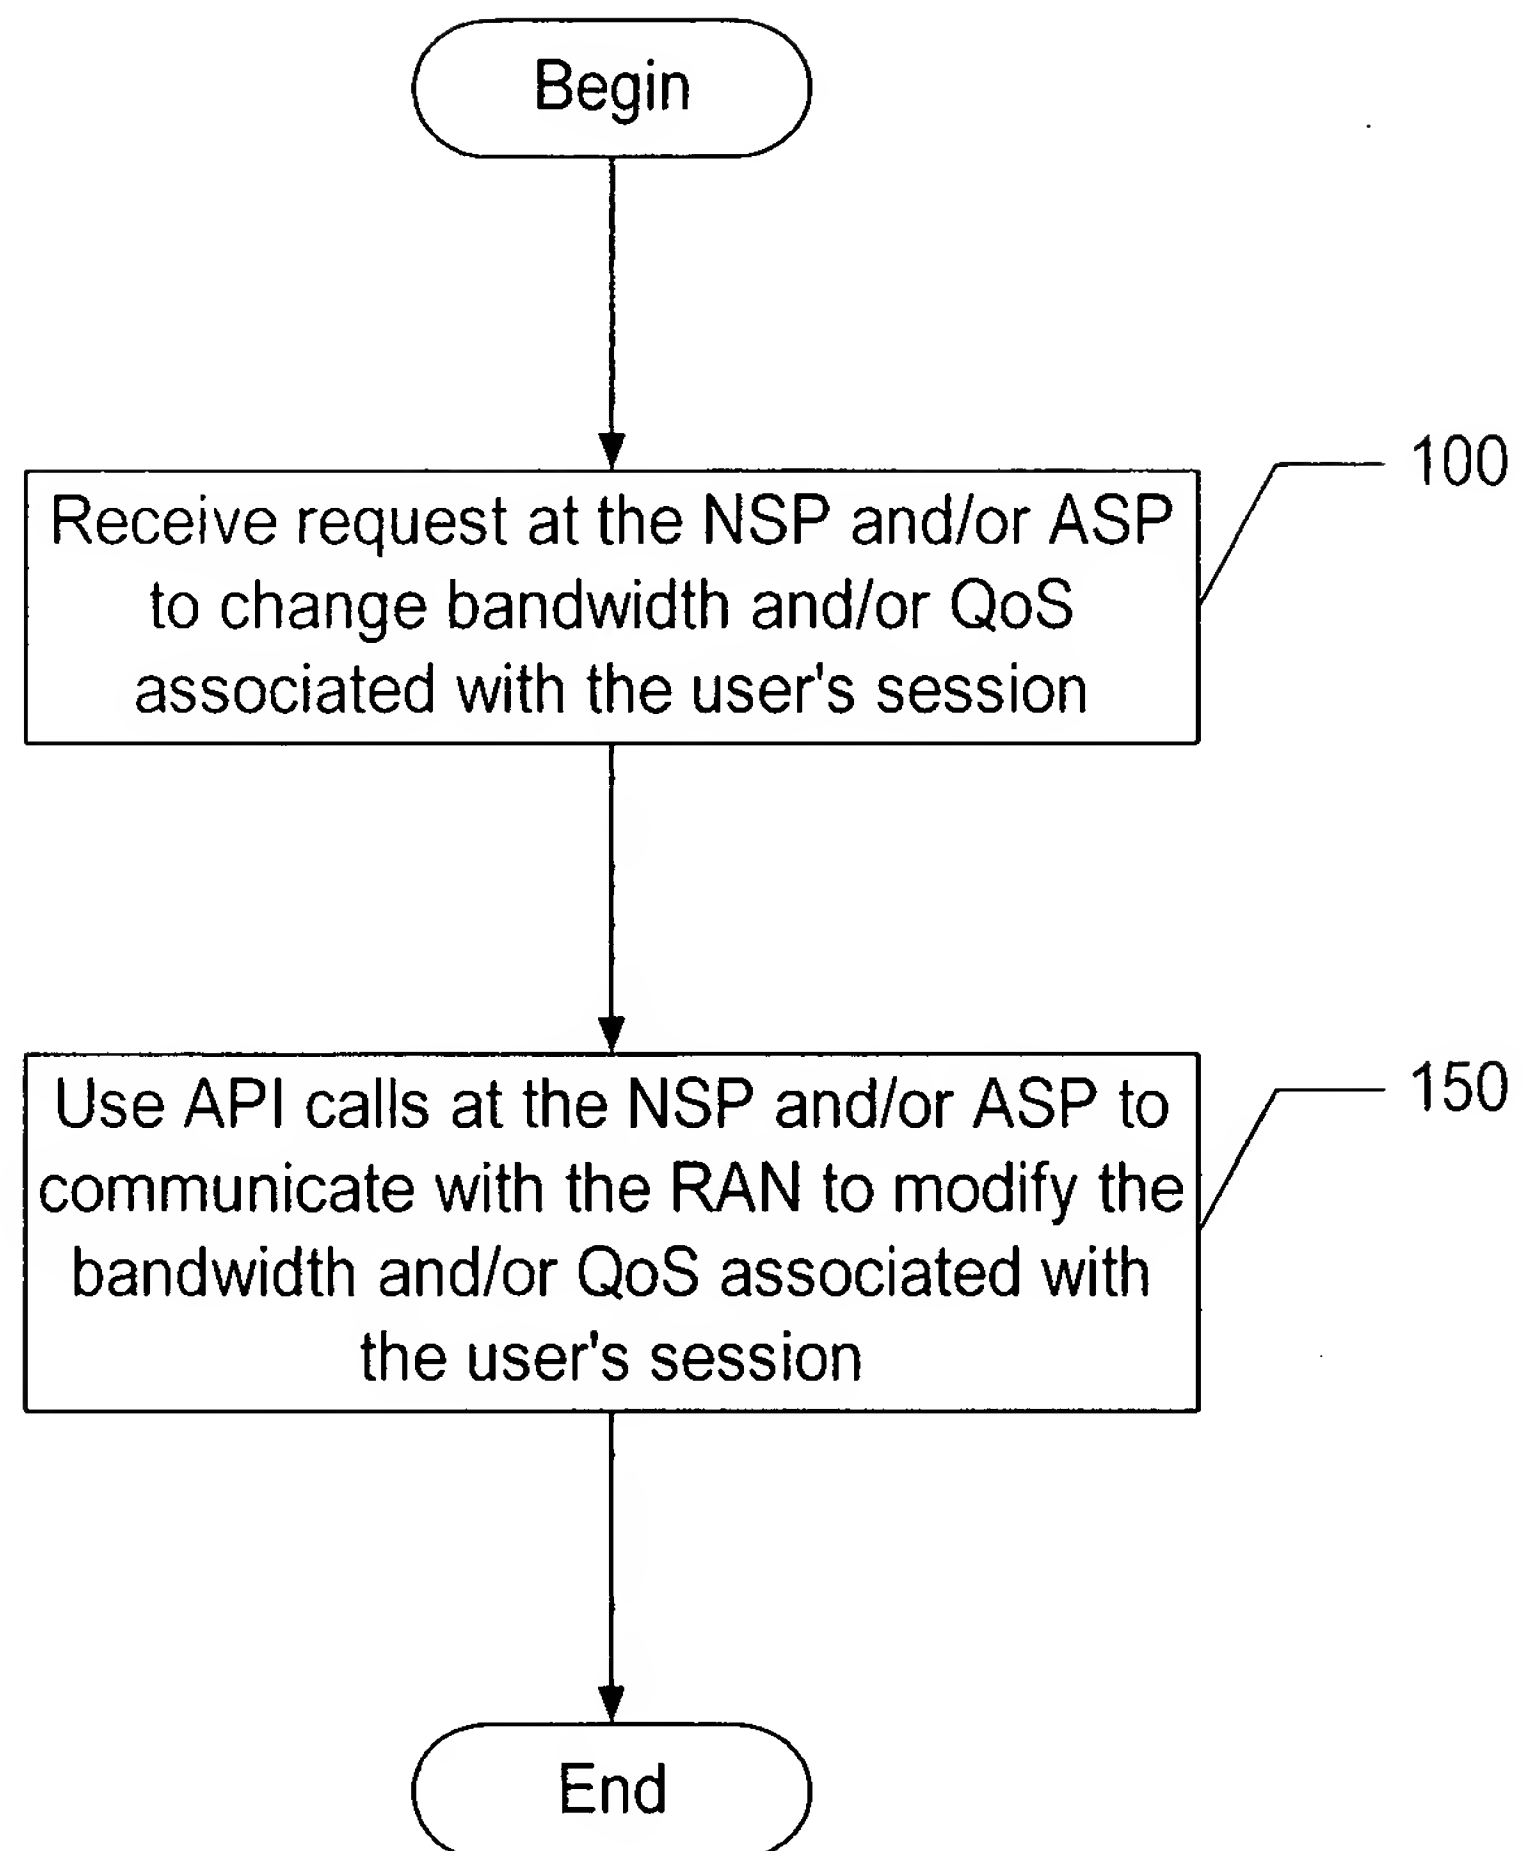 Begin
Receive request at the NSP and/or ASP
to change bandwidth and/or QoS
associated with the user's session
100
Use API calls at the NSP and/or ASP to
communicate with the RAN to modify the
bandwidth and/or QoS associated with
the user's session
150
End